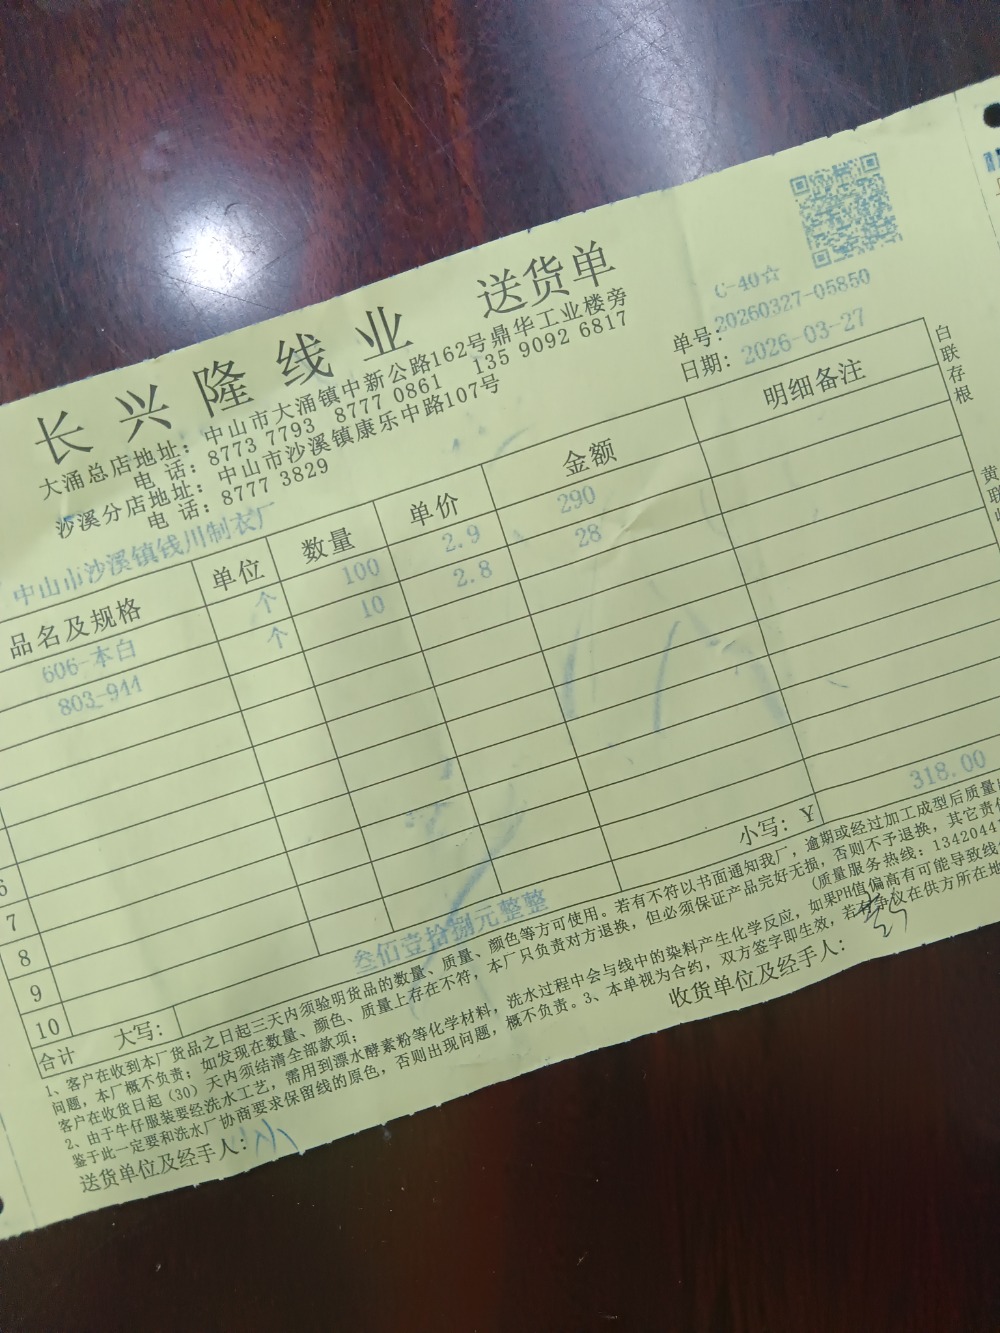 长兴隆线业 送货单
大涌总店地址：中山市大涌镇中新公路162号鼎华工业楼旁
电 话：8773 7793 8777 0861 135 9092 6817
沙溪分店地址：中山市沙溪镇康乐中路107号
电 话：8777 3829
C-40☆
单号：20260327-05850
日期：2026-03-27
中山市沙溪镇钱川制衣厂
品名及规格 单位 数量 单价 金额 明细备注
606-本白 个 100 2.9 290
803-911 个 10 2.8 28
6
7
8
9
10
合计 大写： 叁佰壹拾捌元整整 小写：Y 318.00
1、客户在收到本厂货品之日起三天内须验明货品的数量、质量、颜色等方可使用。若有不符以书面通知我厂，逾期或经过加工成型后质量
问题，本厂概不负责；如发现在数量、颜色、质量上存在不符，本厂只负责对方退换，但必须保证产品完好无损，否则不予退换，其它责
客户在收货日起（30）天内须结清全部款项； （质量服务热线：1342044
2、由于牛仔服装要经洗水工艺，需用到漂水酵素粉等化学材料，洗水过程中会与线中的染料产生化学反应，如果PH值偏高有可能导致线
鉴于此一定要和洗水厂协商要求保留线的原色，否则出现问题，概不负责。3、本单视为合约，双方签字即生效，若有争议在供方所在地
送货单位及经手人： 收货单位及经手人：
白联存根
黄联